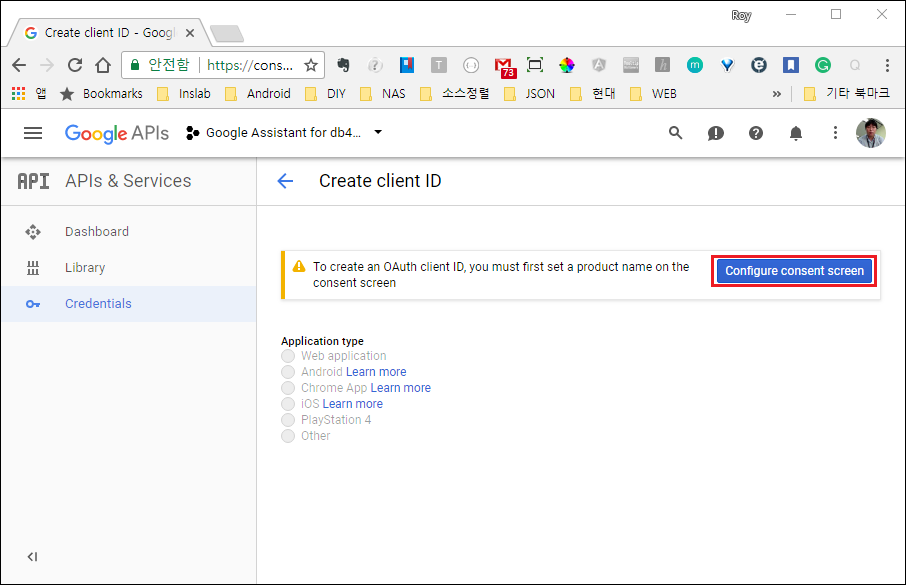 Roy
Create client ID - Googl
안전함 https://cons...
73
앱 Bookmarks Inslab Android DIY NAS 소스정렬 JSON 현대 WEB » 기타 북마크
Google APIs Google Assistant for db4...
API APIs & Services
Create client ID
Dashboard
Library
Credentials
To create an OAuth client ID, you must first set a product name on the
consent screen
Configure consent screen
Application type
Web application
Android Learn more
Chrome App Learn more
iOS Learn more
PlayStation 4
Other